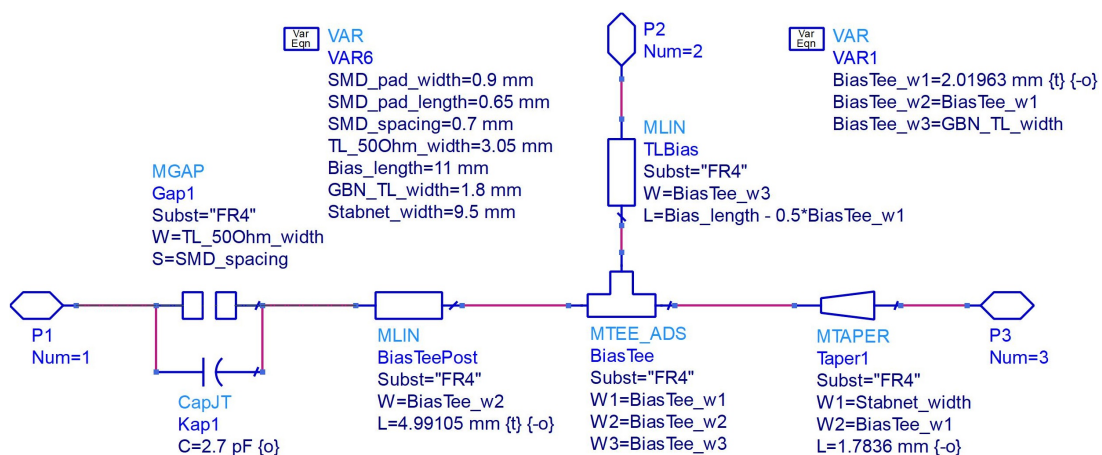 Var
Eqn
VAR
VAR6
SMD_pad_width=0.9 mm
SMD_pad_length=0.65 mm
SMD_spacing=0.7 mm
TL_50Ohm_width=3.05 mm
Bias_length=11 mm
GBN_TL_width=1.8 mm
Stabnet_width=9.5 mm
P2
Num=2
Var
Eqn
VAR
VAR1
BiasTee_w1=2.01963 mm {t} {-o}
BiasTee_w2=BiasTee_w1
BiasTee_w3=GBN_TL_width
MLIN
TLBias
Subst="FR4"
W=BiasTee_w3
L=Bias_length - 0.5*BiasTee_w1
MGAP
Gap1
Subst="FR4"
W=TL_50Ohm_width
S=SMD_spacing
P1
Num=1
CapJT
Kap1
C=2.7 pF {o}
MLIN
BiasTeePost
Subst="FR4"
W=BiasTee_w2
L=4.99105 mm {t} {-o}
MTEE_ADS
BiasTee
Subst="FR4"
W1=BiasTee_w1
W2=BiasTee_w2
W3=BiasTee_w3
MTAPER
Taper1
Subst="FR4"
W1=Stabnet_width
W2=BiasTee_w1
L=1.7836 mm {-o}
P3
Num=3